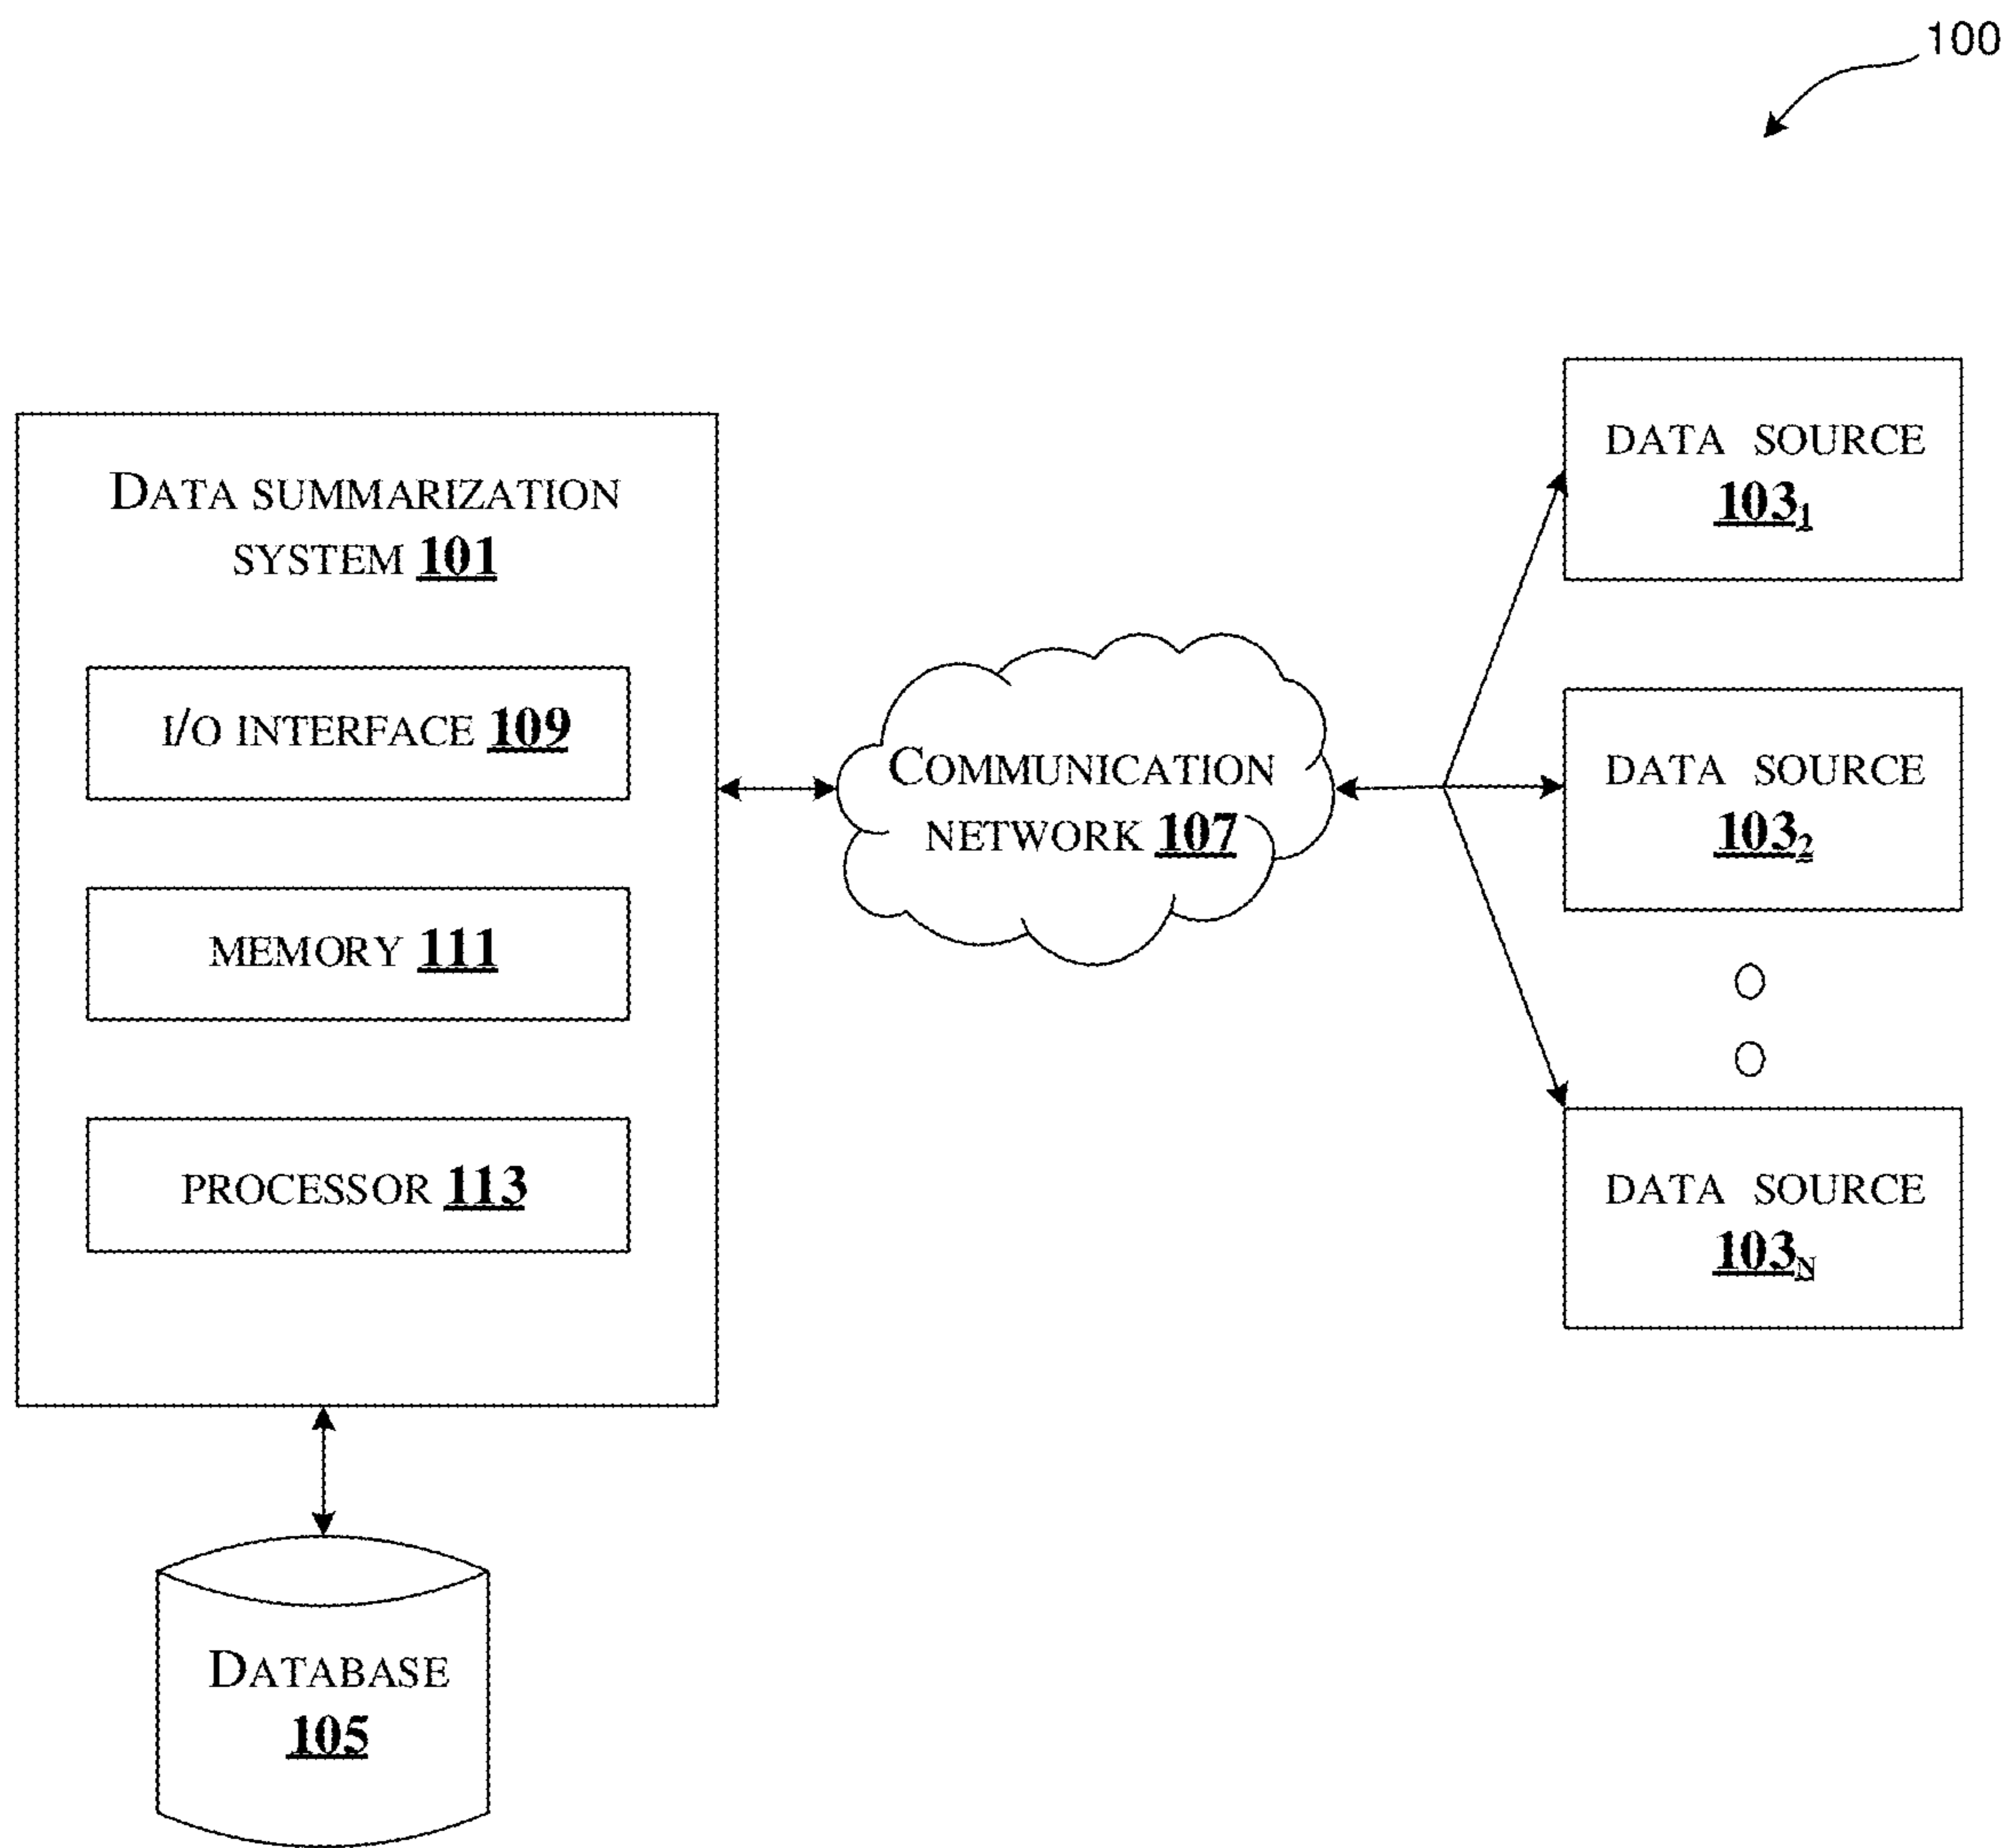 100
DATA SUMMARIZATION
SYSTEM 101
I/O INTERFACE 109
MEMORY 111
PROCESSOR 113
DATABASE
105
COMMUNICATION
NETWORK 107
DATA SOURCE
103₁
DATA SOURCE
103₂
DATA SOURCE
103N